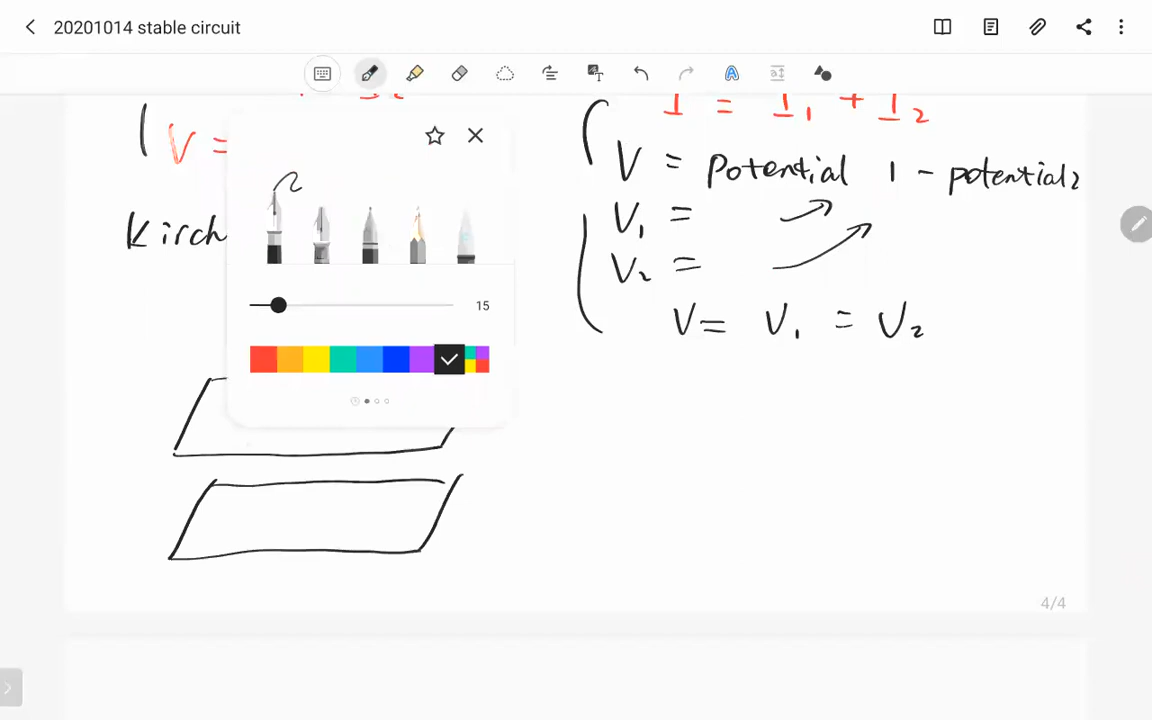 20201014 stable circuit
I = I₁ + I₂
V =
V = Potential 1 - potential₂
V₁ =
Kirch
V₂ =
15
V = V₁ = V₂
4/4